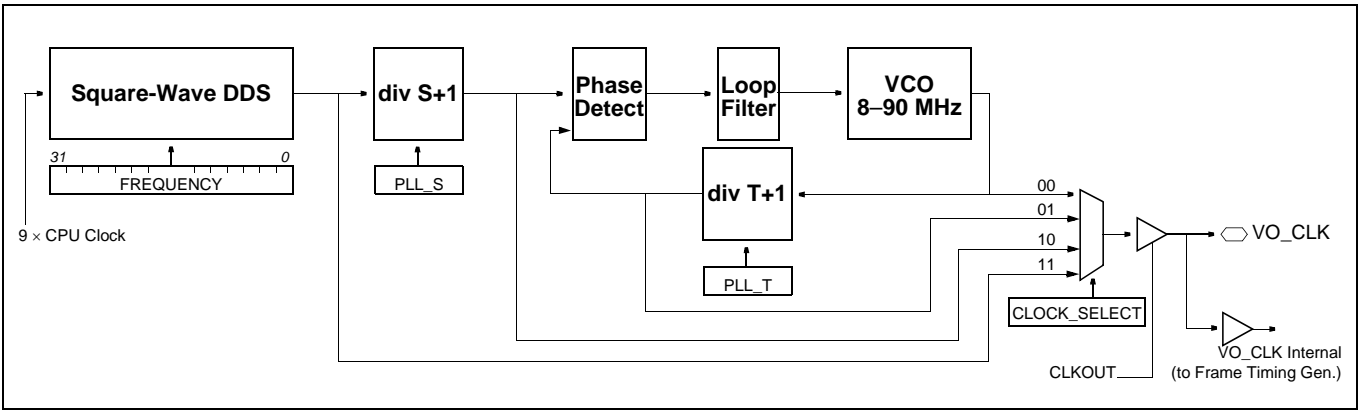 Square-Wave DDS
div S+1
Phase
Detect
Loop
Filter
VCO
8–90 MHz
31
0
FREQUENCY
PLL_S
div T+1
9 × CPU Clock
PLL_T
00
01
10
11
VO_CLK
CLOCK_SELECT
CLKOUT
VO_CLK Internal
(to Frame Timing Gen.)